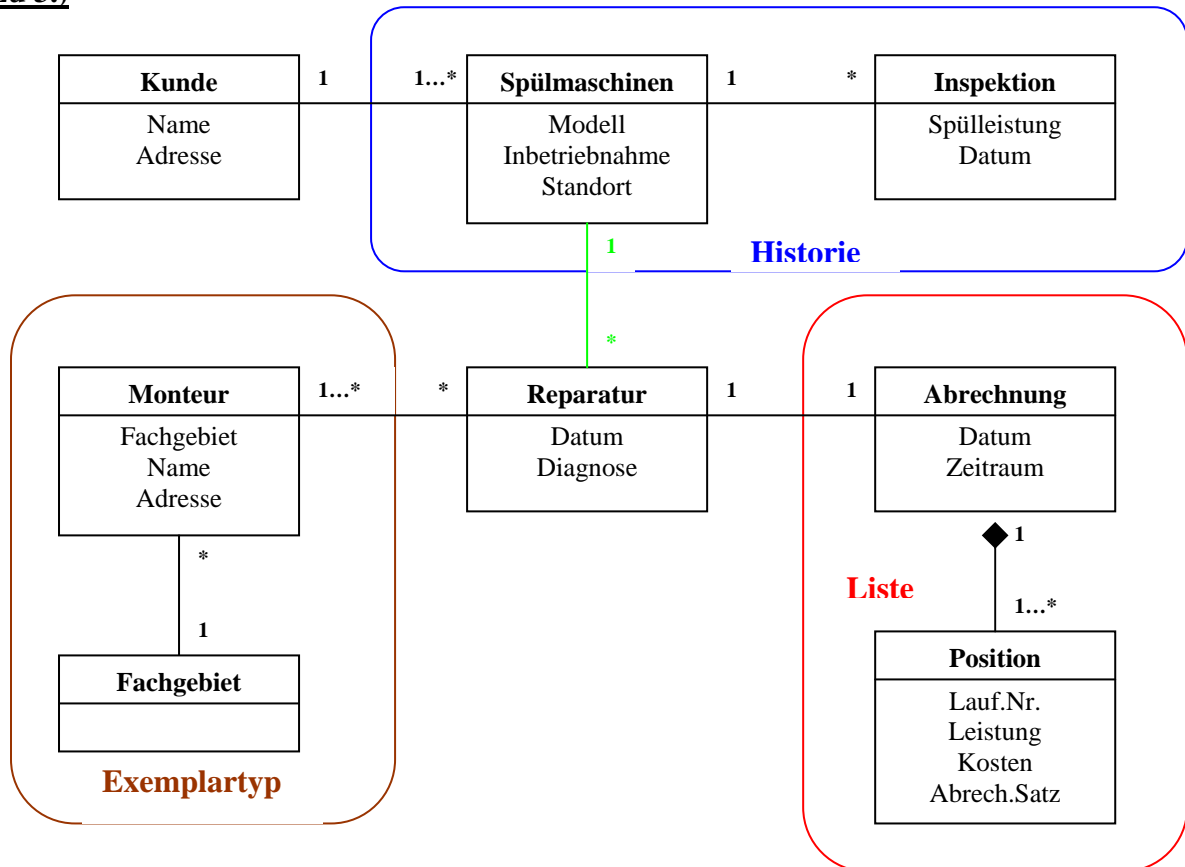 Kunde
Name
Adresse
1
1...*
Spülmaschinen
Modell
Inbetriebnahme
Standort
1
*
Inspektion
Spülleistung
Datum
Historie
1
*
Monteur
Fachgebiet
Name
Adresse
1...*
*
Reparatur
Datum
Diagnose
1
1
Abrechnung
Datum
Zeitraum
*
1
Fachgebiet
Exemplartyp
1
Liste
1...*
Position
Lauf.Nr.
Leistung
Kosten
Abrech.Satz